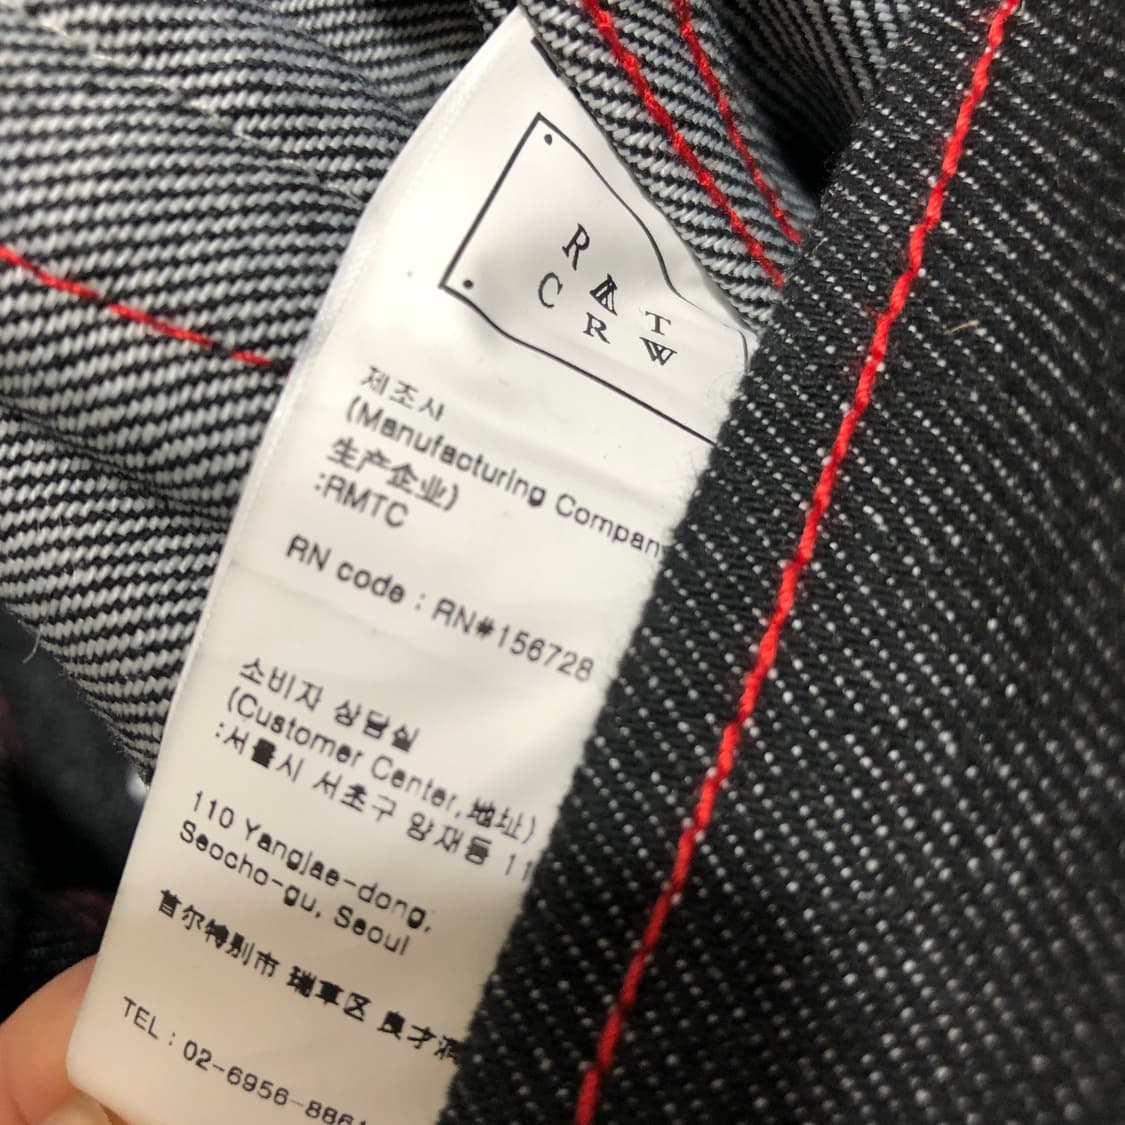 R A T
C R W
제조사
(Manufacturing Compan
生产企业)
:RMTC
RN code : RN#156728
소비자 상담실
(Customer Center,地址)
:서울시 서초구 양재동 11
110 Yangjae-dong,
Seocho-gu, Seoul
首尔特别市 瑞草区 良才洞
TEL : 02-6956-886